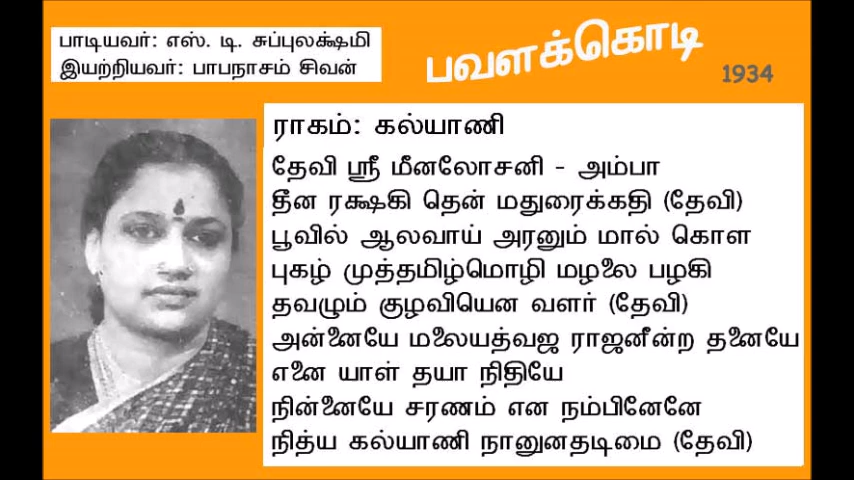 பாடியவர்: எஸ். டி. சுப்புலக்ஷ்மி
இயற்றியவர்: பாபநாசம் சிவன்
பவளக்கொடி
1934
ராகம்: கல்யாணி
தேவி ஸ்ரீ மீனலோசனி - அம்பா
தீன ரக்ஷகி தென் மதுரைக்கதி (தேவி)
பூவில் ஆலவாய் அரனும் மால் கொள
புகழ் முத்தமிழ்மொழி மழலை பழகி
தவழும் குழவியென வளர் (தேவி)
அன்னையே மலையத்வஜ ராஜனீன்ற தனையே
எனை யாள் தயா நிதியே
நின்னையே சரணம் என நம்பினேனே
நித்ய கல்யாணி நானுனதடிமை (தேவி)